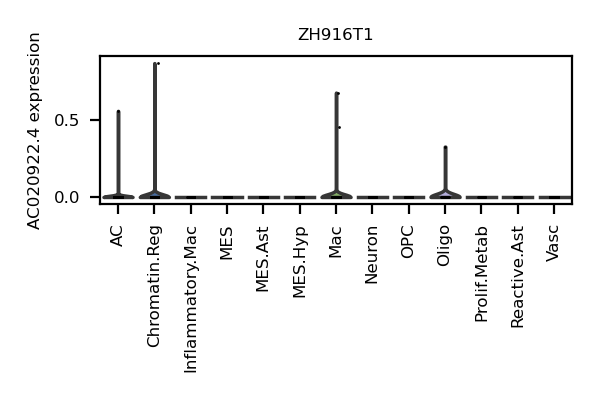 ZH916T1
AC020922.4 expression
0.5
0.0
AC
Chromatin.Reg
Inflammatory.Mac
MES
MES.Ast
MES.Hyp
Mac
Neuron
OPC
Oligo
Prolif.Metab
Reactive.Ast
Vasc